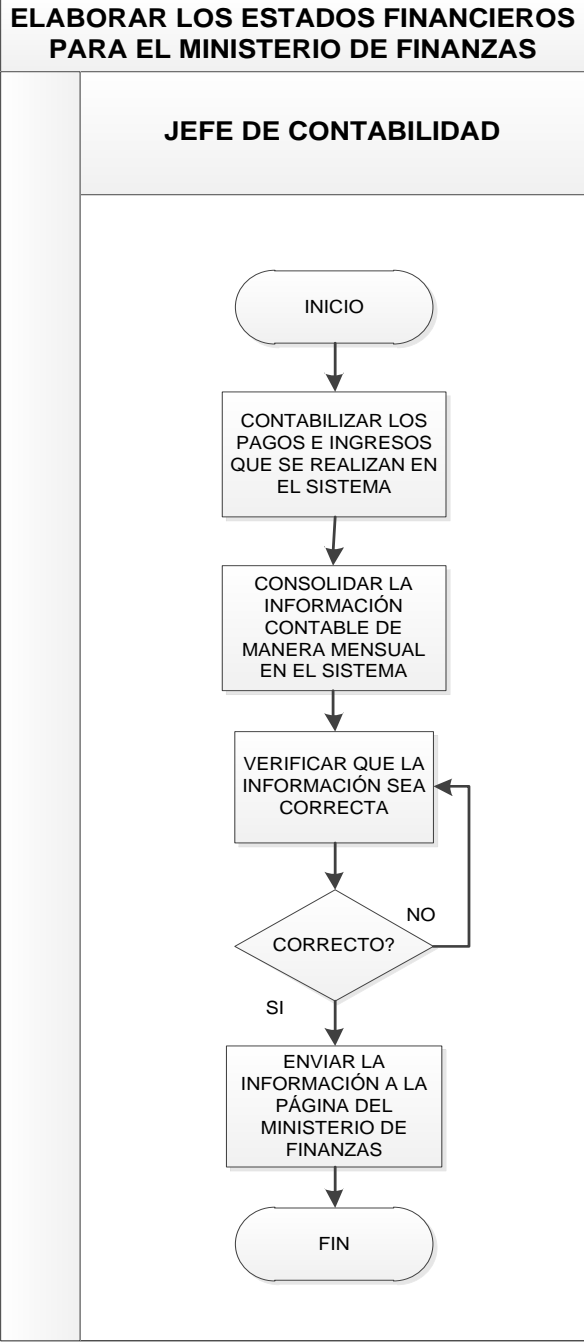 ELABORAR LOS ESTADOS FINANCIEROS
PARA EL MINISTERIO DE FINANZAS
JEFE DE CONTABILIDAD
INICIO
CONTABILIZAR LOS
PAGOS E INGRESOS
QUE SE REALIZAN EN
EL SISTEMA
CONSOLIDAR LA
INFORMACIÓN
CONTABLE DE
MANERA MENSUAL
EN EL SISTEMA
VERIFICAR QUE LA
INFORMACIÓN SEA
CORRECTA
NO
CORRECTO?
SI
ENVIAR LA
INFORMACIÓN A LA
PÁGINA DEL
MINISTERIO DE
FINANZAS
FIN